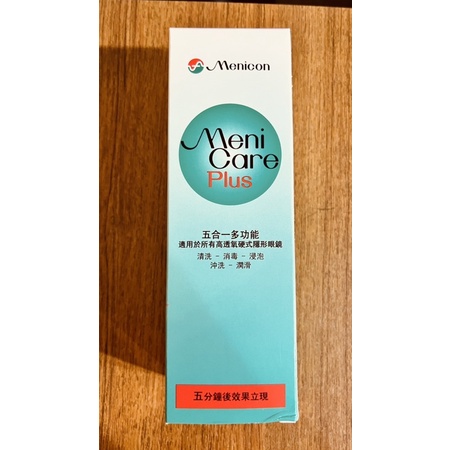 Menicon
Meni
Care
Plus
五合一多功能
適用於所有高透氧硬式隱形眼鏡
清洗 - 消毒 - 浸泡
沖洗 - 潤滑
五分鐘後效果立現